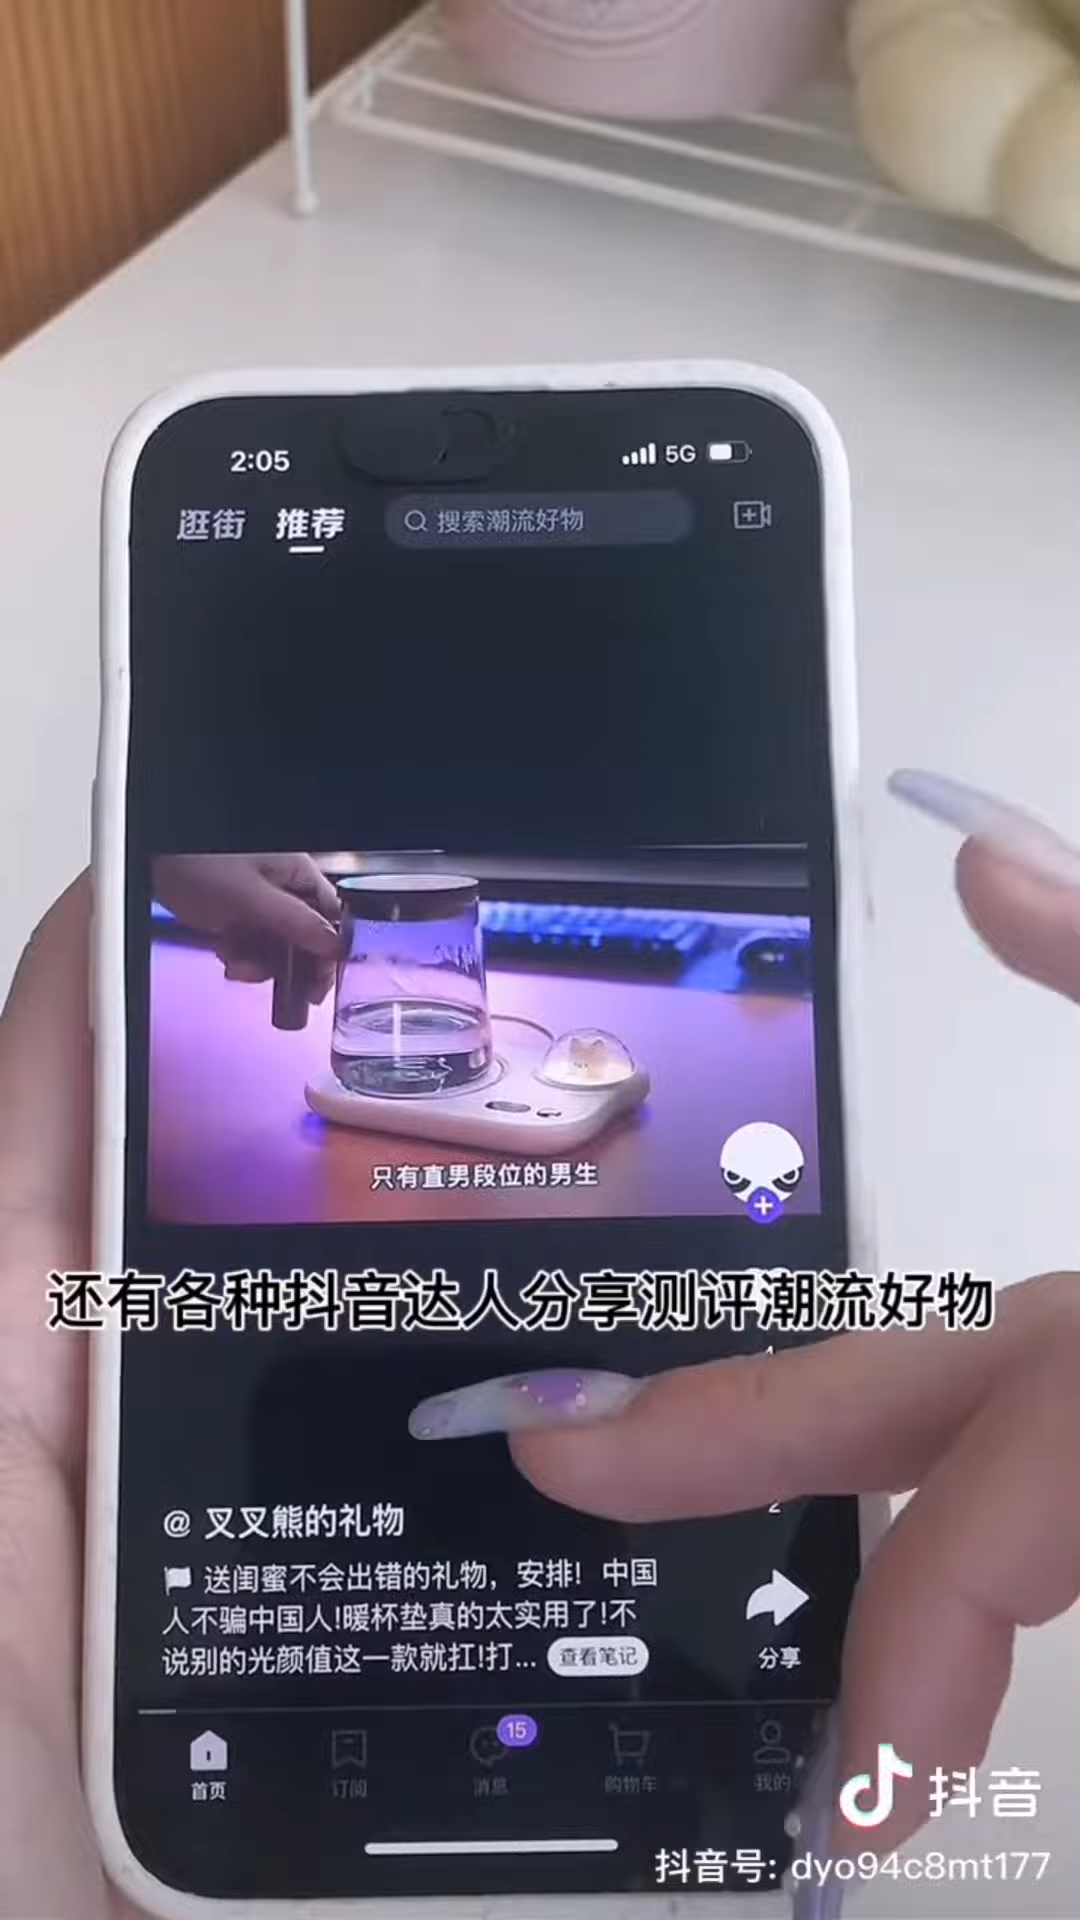 2:05
5G
逛街
推荐
搜索潮流好物
只有直男段位的男生
还有各种抖音达人分享测评潮流好物
2
@ 叉叉熊的礼物
送闺蜜不会出错的礼物，安排！中国
人不骗中国人!暖杯垫真的太实用了!不
说别的光颜值这一款就扛!打...
查看笔记
分享
15
首页
订阅
消息
购物车
我的
抖音
抖音号: dyo94c8mt177